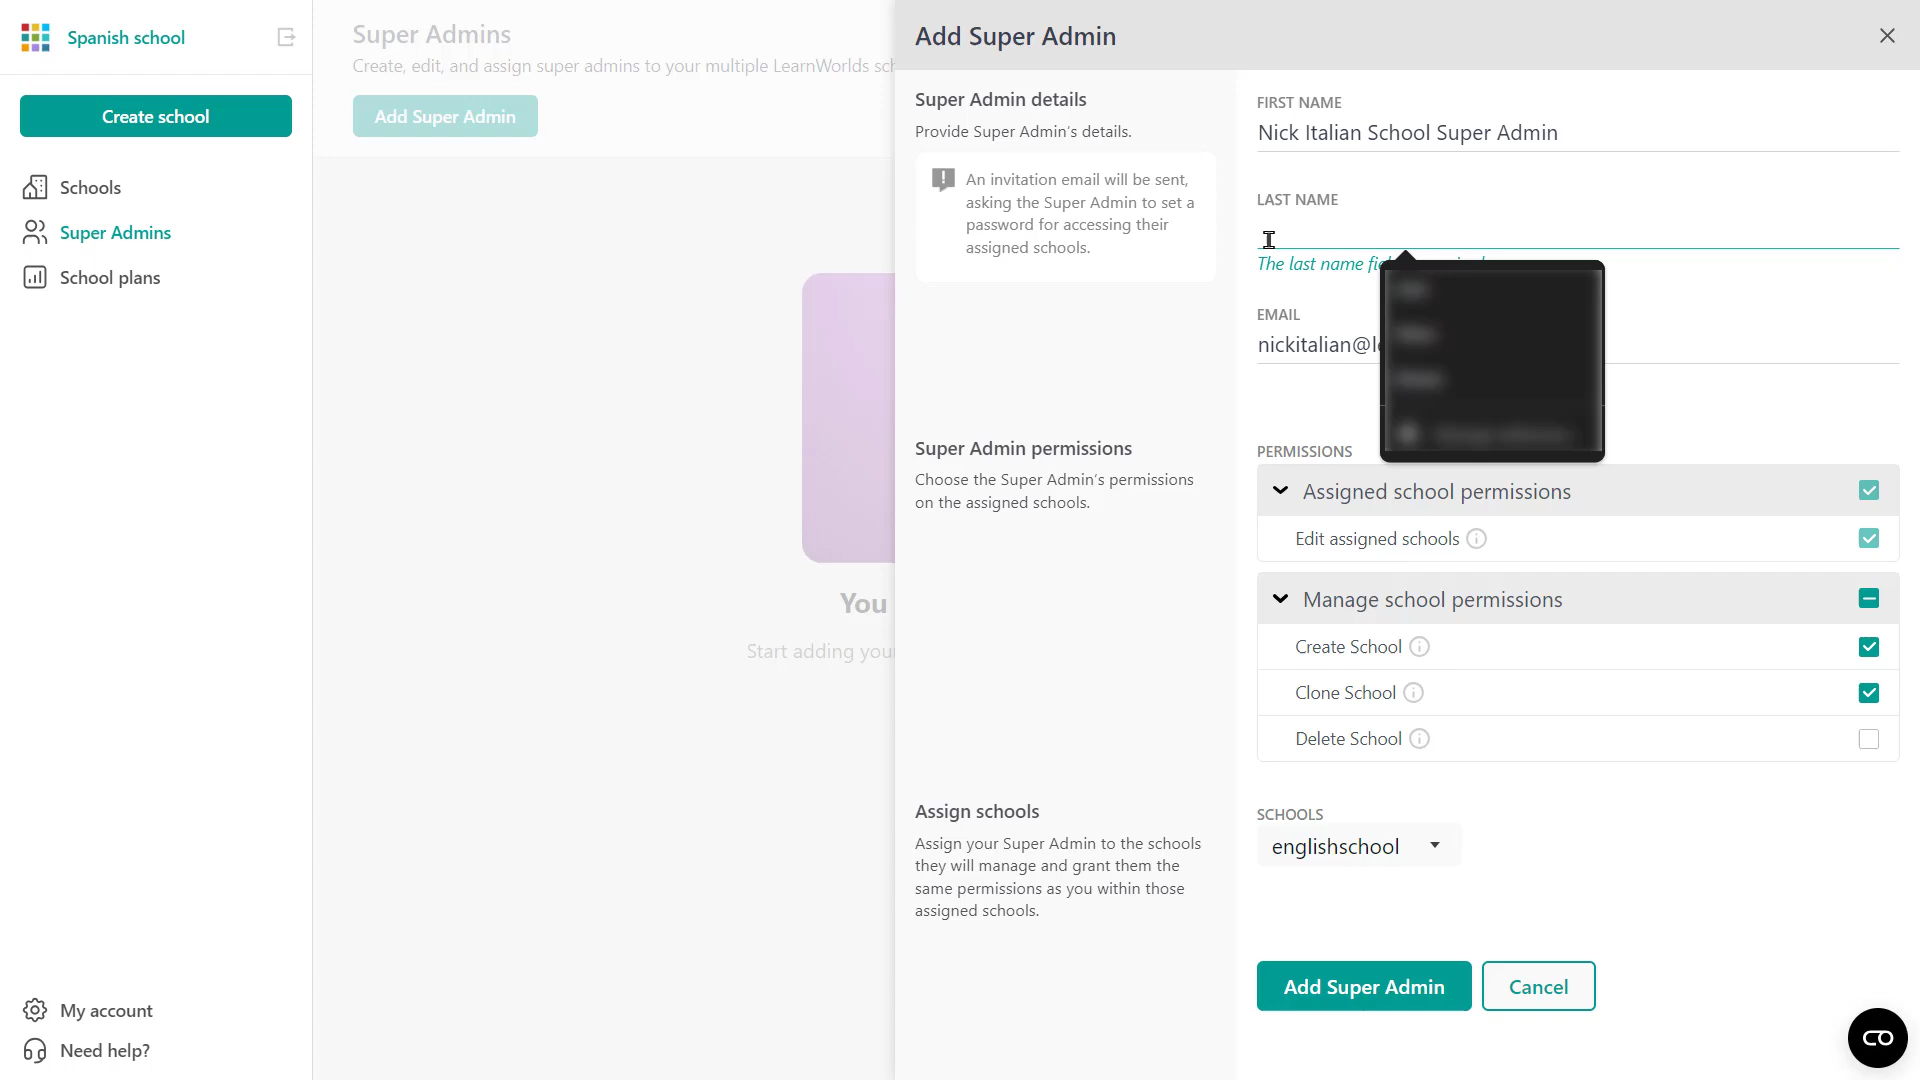 Spanish school
Create school
Schools
Super Admins
School plans
My account
Need help?
Super Admins
Create, edit, and assign super admins to your multiple LearnWorlds
Add Super Admin
You
Start adding
Add Super Admin
Super Admin details
Provide Super Admin's details.
An invitation email will be sent,
asking the Super Admin to set a
password for accessing their
assigned schools.
Super Admin permissions
Choose the Super Admin's permissions
on the assigned schools.
Assign schools
Assign your Super Admin to the schools
they will manage and grant them the
same permissions as you within those
assigned schools.
FIRST NAME
Nick Italian School Super Admin
LAST NAME
The last name
EMAIL
nickitalian@
PERMISSIONS
Assigned school permissions
Edit assigned schools
Manage school permissions
Create School
Clone School
Delete School
SCHOOLS
englishschool
Add Super Admin
Cancel